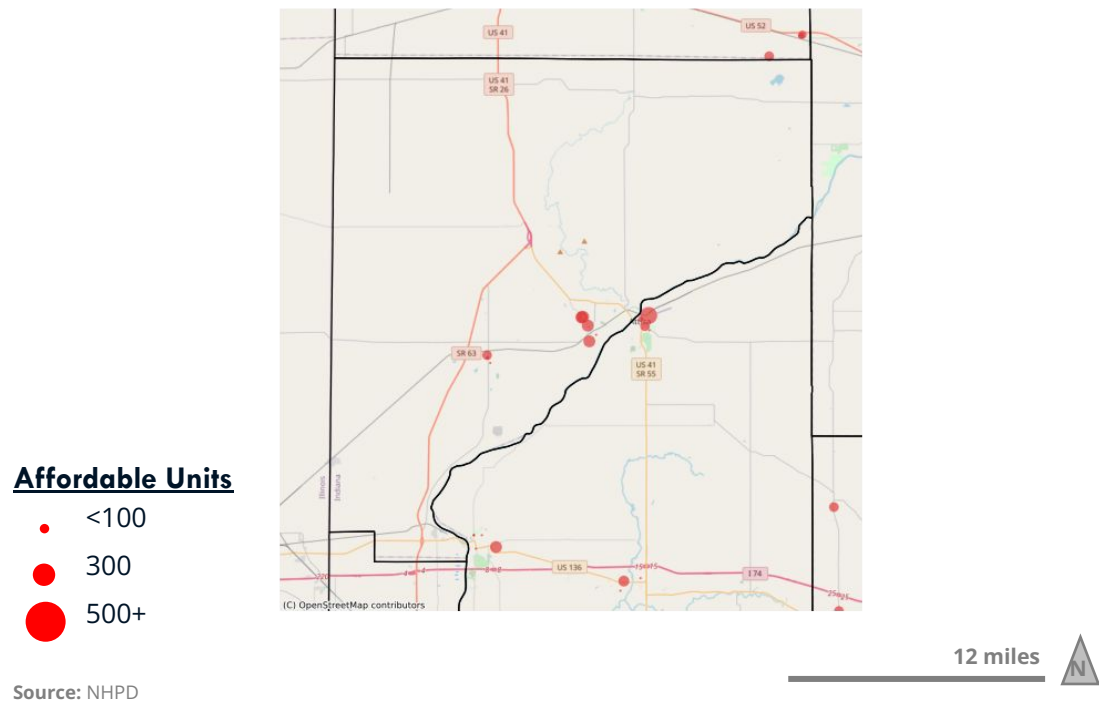 US 52
US 41
US 41
SR 26
SR 63
US 41
SR 55
Affordable Units
<100
300
500+
Illinois
Indiana
US 136
I 74
(C) OpenStreetMap contributors
12 miles
N
Source: NHPD